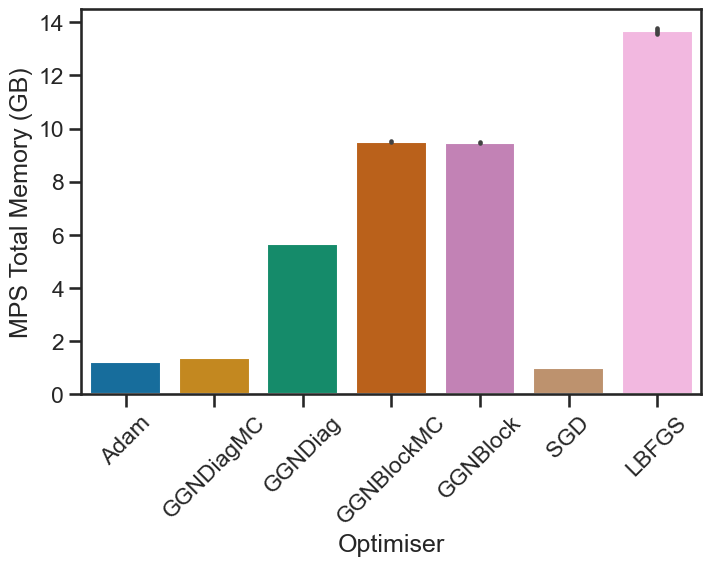 MPS Total Memory (GB)
14
12
10
8
6
4
2
0
Adam
GGNDiagMC
GGNDiag
GGNBlockMC
GGNBlock
SGD
LBFGS
Optimiser